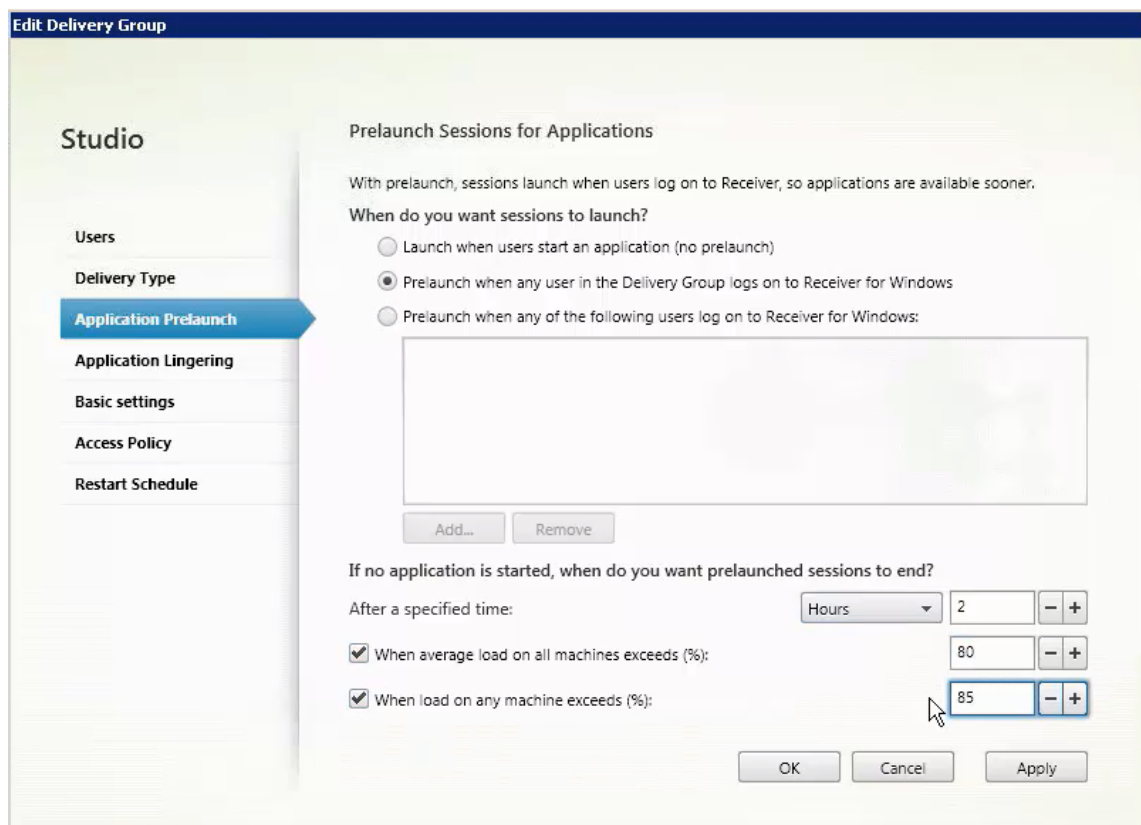 Edit Delivery Group
Studio
Users
Delivery Type
Application Prelaunch
Application Lingering
Basic settings
Access Policy
Restart Schedule
Prelaunch Sessions for Applications
With prelaunch, sessions launch when users log on to Receiver, so applications are available sooner.
When do you want sessions to launch?
Launch when users start an application (no prelaunch)
Prelaunch when any user in the Delivery Group logs on to Receiver for Windows
Prelaunch when any of the following users log on to Receiver for Windows:
Add... Remove
If no application is started, when do you want prelaunched sessions to end?
After a specified time: Hours 2 − +
When average load on all machines exceeds (%): 80 − +
When load on any machine exceeds (%): 85 − +
OK Cancel Apply